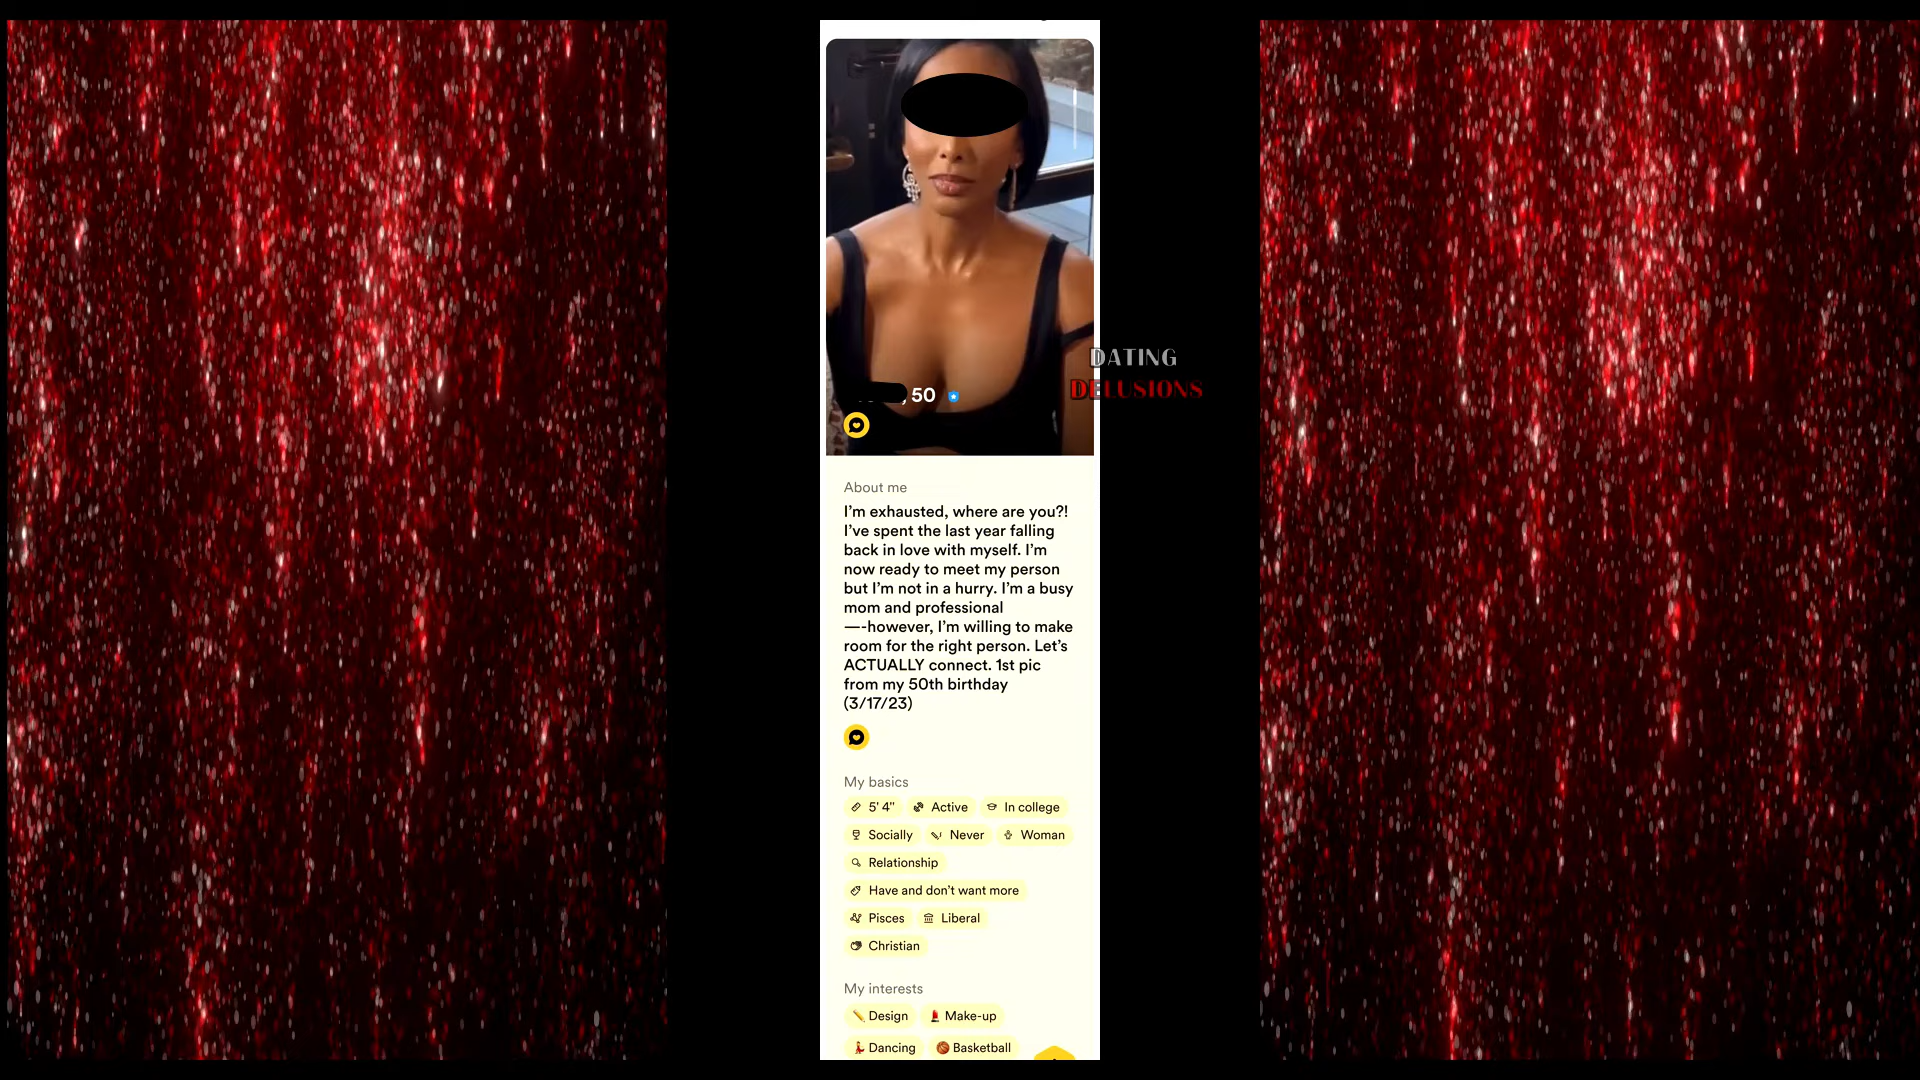 , 50
DATING
DELUSIONS
About me
I'm exhausted, where are you?!
I've spent the last year falling
back in love with myself. I'm
now ready to meet my person
but I'm not in a hurry. I'm a busy
mom and professional
—-however, I'm willing to make
room for the right person. Let's
ACTUALLY connect. 1st pic
from my 50th birthday
(3/17/23)
My basics
5' 4" Active In college
Socially Never Woman
Relationship
Have and don't want more
Pisces Liberal
Christian
My interests
Design Make-up
Dancing Basketball